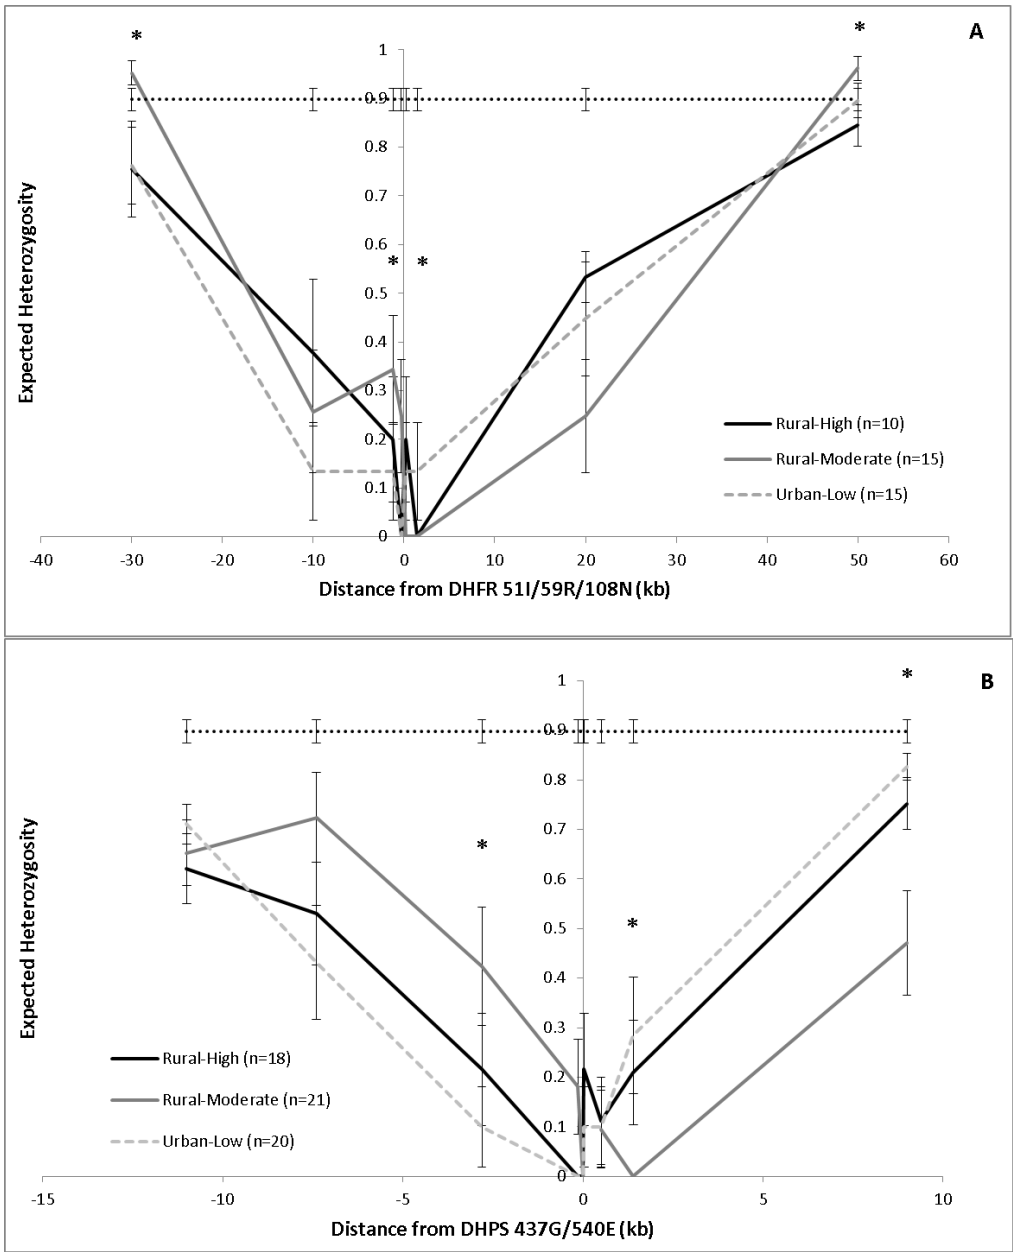 A
*
*
1
0.9
0.8
0.7
0.6
0.5
0.4
0.3
0.2
0.1
0
*
*
Expected Heterozygosity
Rural-High (n=10)
Rural-Moderate (n=15)
Urban-Low (n=15)
-40 -30 -20 -10 0 10 20 30 40 50 60
Distance from DHFR 51I/59R/108N (kb)
B
*
1
0.9
0.8
0.7
0.6
0.5
0.4
0.3
0.2
0.1
0
*
*
Expected Heterozygosity
Rural-High (n=18)
Rural-Moderate (n=21)
Urban-Low (n=20)
-15 -10 -5 0 5 10
Distance from DHPS 437G/540E (kb)